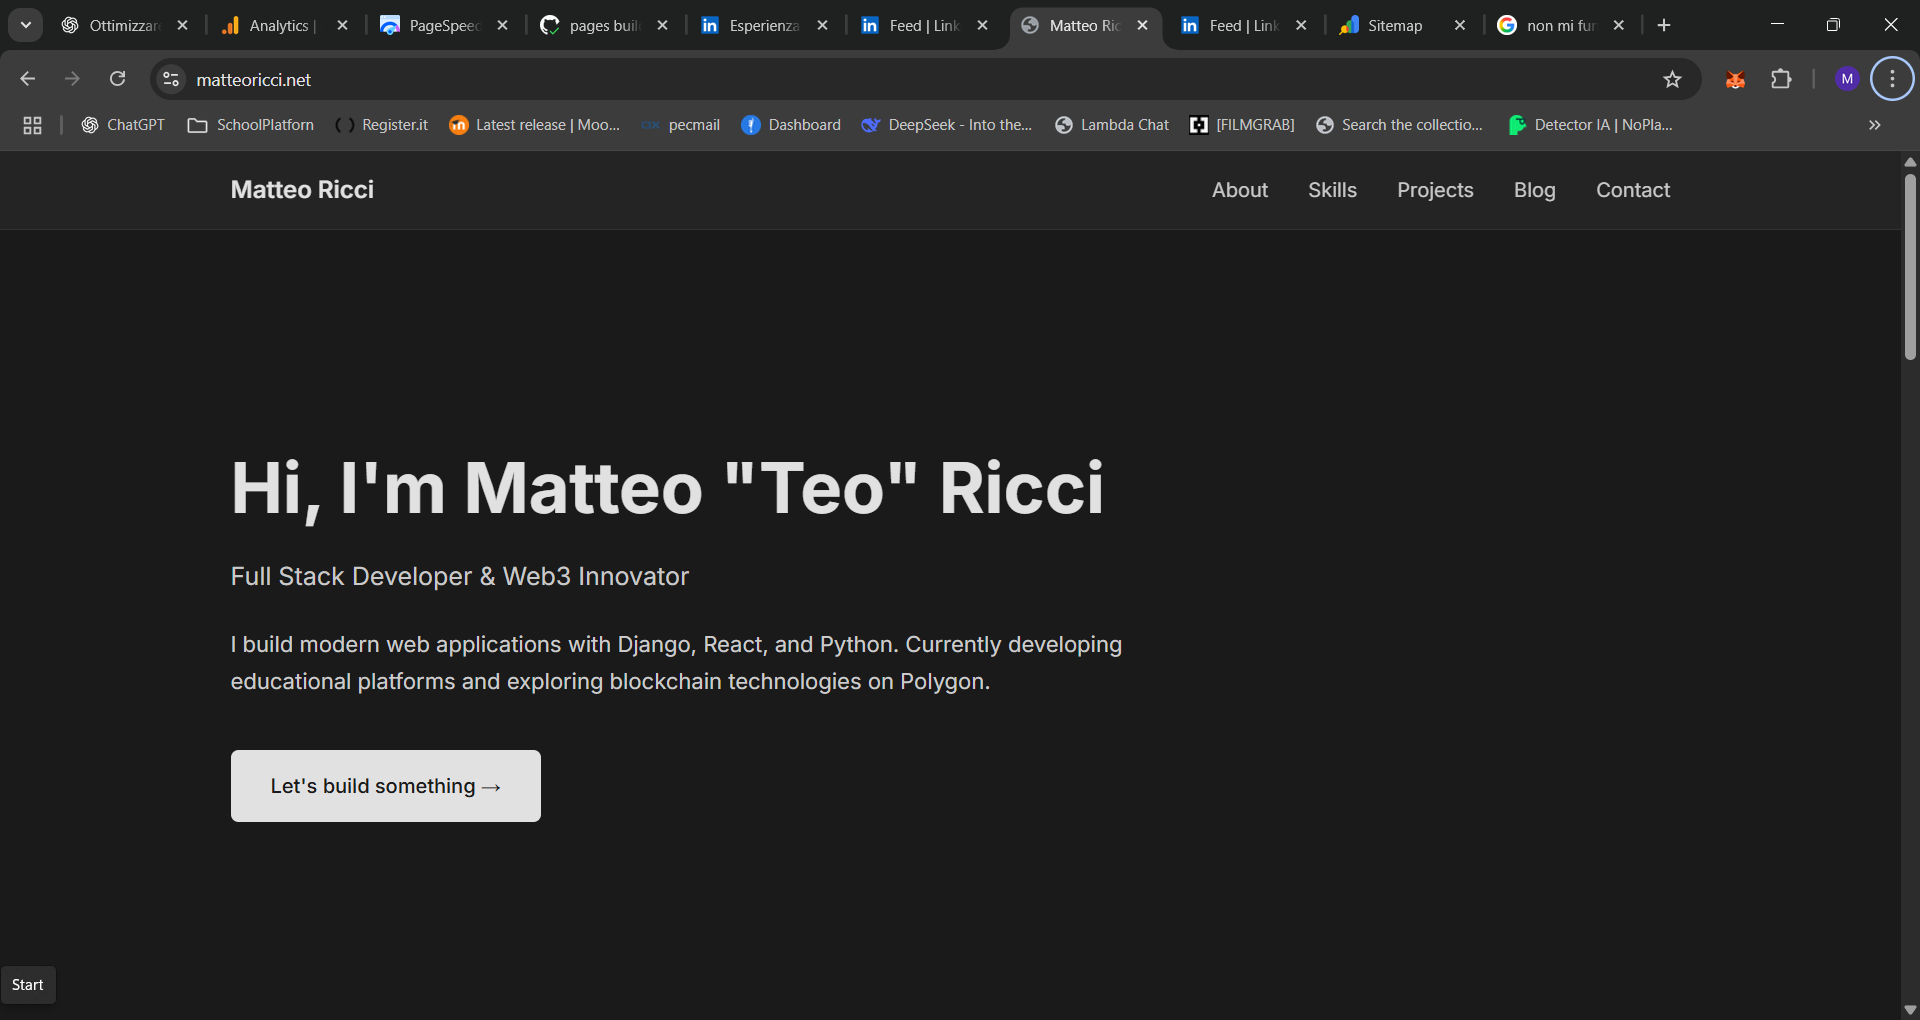 Ottimizzar
Analytics |
PageSpeed
pages buil
Esperienza
Feed | Link
Matteo Ric
Feed | Link
Sitemap
non mi fun
matteoricci.net
M
ChatGPT
SchoolPlatforn
Register.it
Latest release | Moo...
pecmail
Dashboard
DeepSeek - Into the...
Lambda Chat
[FILMGRAB]
Search the collectio...
Detector IA | NoPla...
Matteo Ricci
About
Skills
Projects
Blog
Contact
Hi, I'm Matteo "Teo" Ricci
Full Stack Developer & Web3 Innovator
I build modern web applications with Django, React, and Python. Currently developing
educational platforms and exploring blockchain technologies on Polygon.
Let's build something →
Start